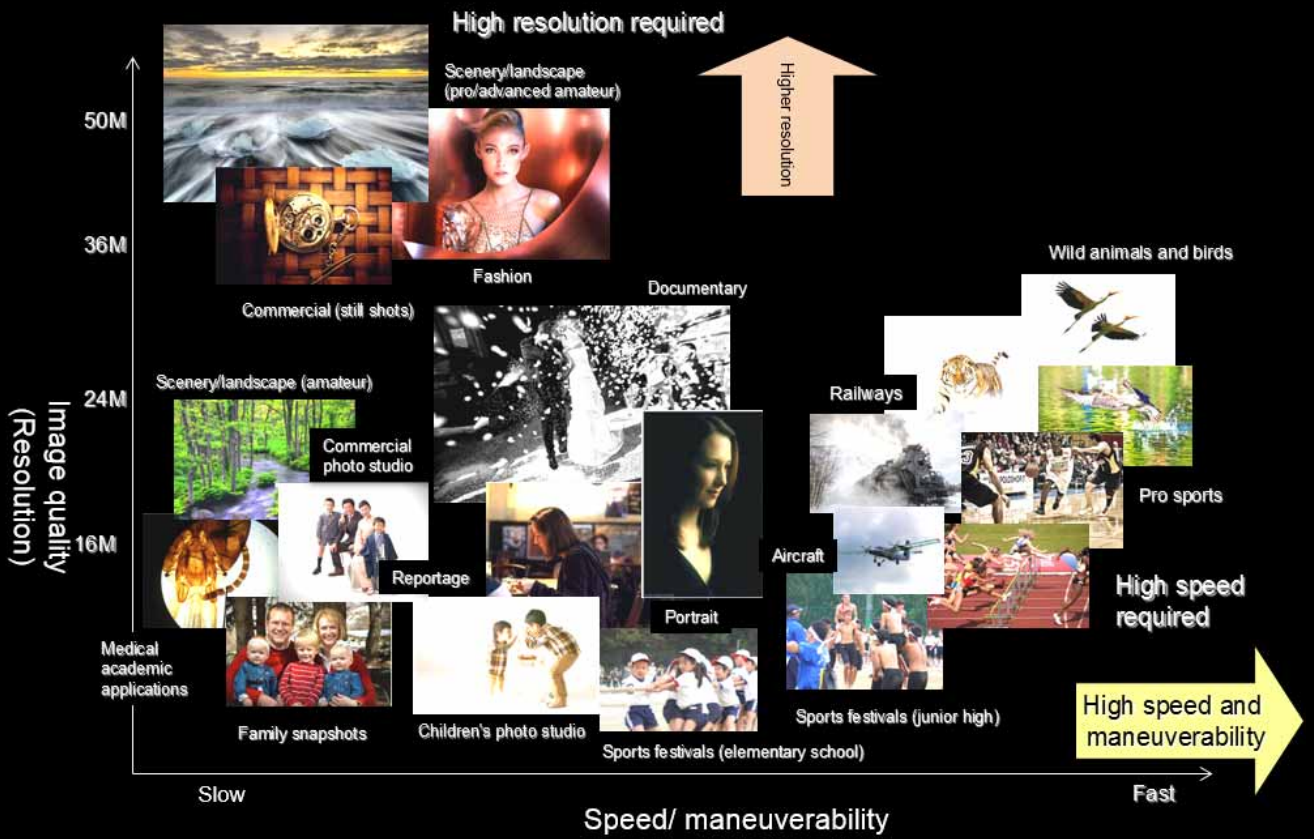 High resolution required
Scenery/landscape
(pro/advanced amateur)
Higher resolution
50M
36M
Wild animals and birds
Fashion
Documentary
Commercial (still shots)
Scenery/landscape (amateur)
Railways
24M
Image quality
(Resolution)
Commercial
photo studio
Pro sports
16M
Aircraft
Reportage
High speed
required
Portrait
Medical
academic
applications
High speed and
maneuverability
Sports festivals (junior high)
Family snapshots
Children's photo studio
Sports festivals (elementary school)
Slow
Fast
Speed/ maneuverability